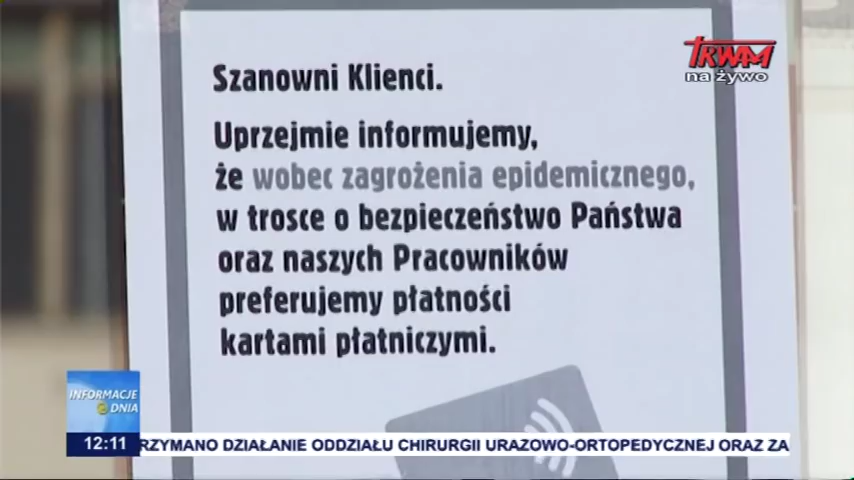 TRWAM
na żywo
Szanowni Klienci.
Uprzejmie informujemy,
że wobec zagrożenia epidemicznego,
w trosce o bezpieczeństwo Państwa
oraz naszych Pracowników
preferujemy płatności
kartami płatniczymi.
INFORMACJE
DNIA
12:11 RZYMANO DZIAŁANIE ODDZIAŁU CHIRURGII URAZOWO-ORTOPEDYCZNEJ ORAZ ZA